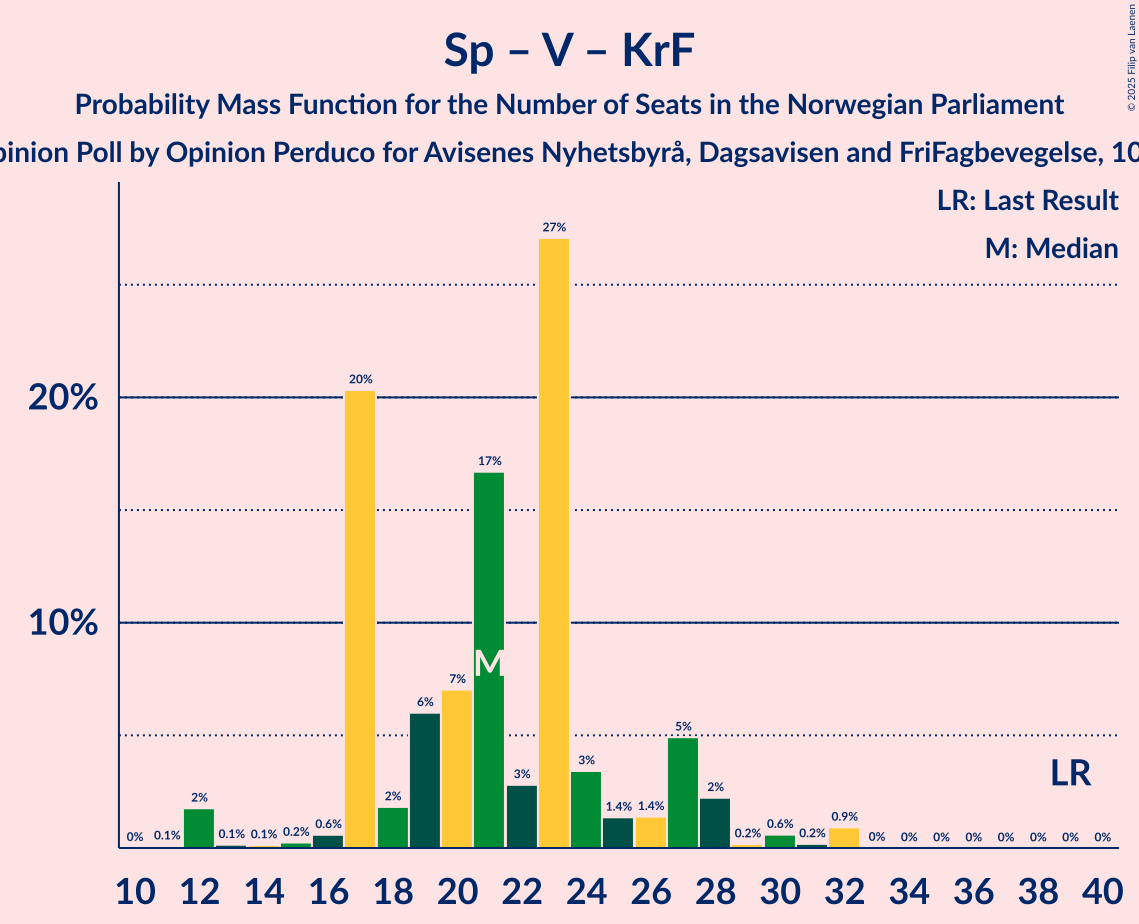 Sp – V – KrF
Probability Mass Function for the Number of Seats in the Norwegian Parliament
Opinion Poll by Opinion Perduco for Avisenes Nyhetsbyrå, Dagsavisen and FriFagbevegelse, 10
© 2025 Filip van Laenen
LR: Last Result
M: Median
20%
10%
0% 0.1% 2% 0.1% 0.1% 0.2% 0.6% 20% 2% 6% 7% 17% 3% 27% 3% 1.4% 1.4% 5% 2% 0.2% 0.6% 0.2% 0.9% 0% 0% 0% 0% 0% 0% 0% 0%
M
LR
10 12 14 16 18 20 22 24 26 28 30 32 34 36 38 40